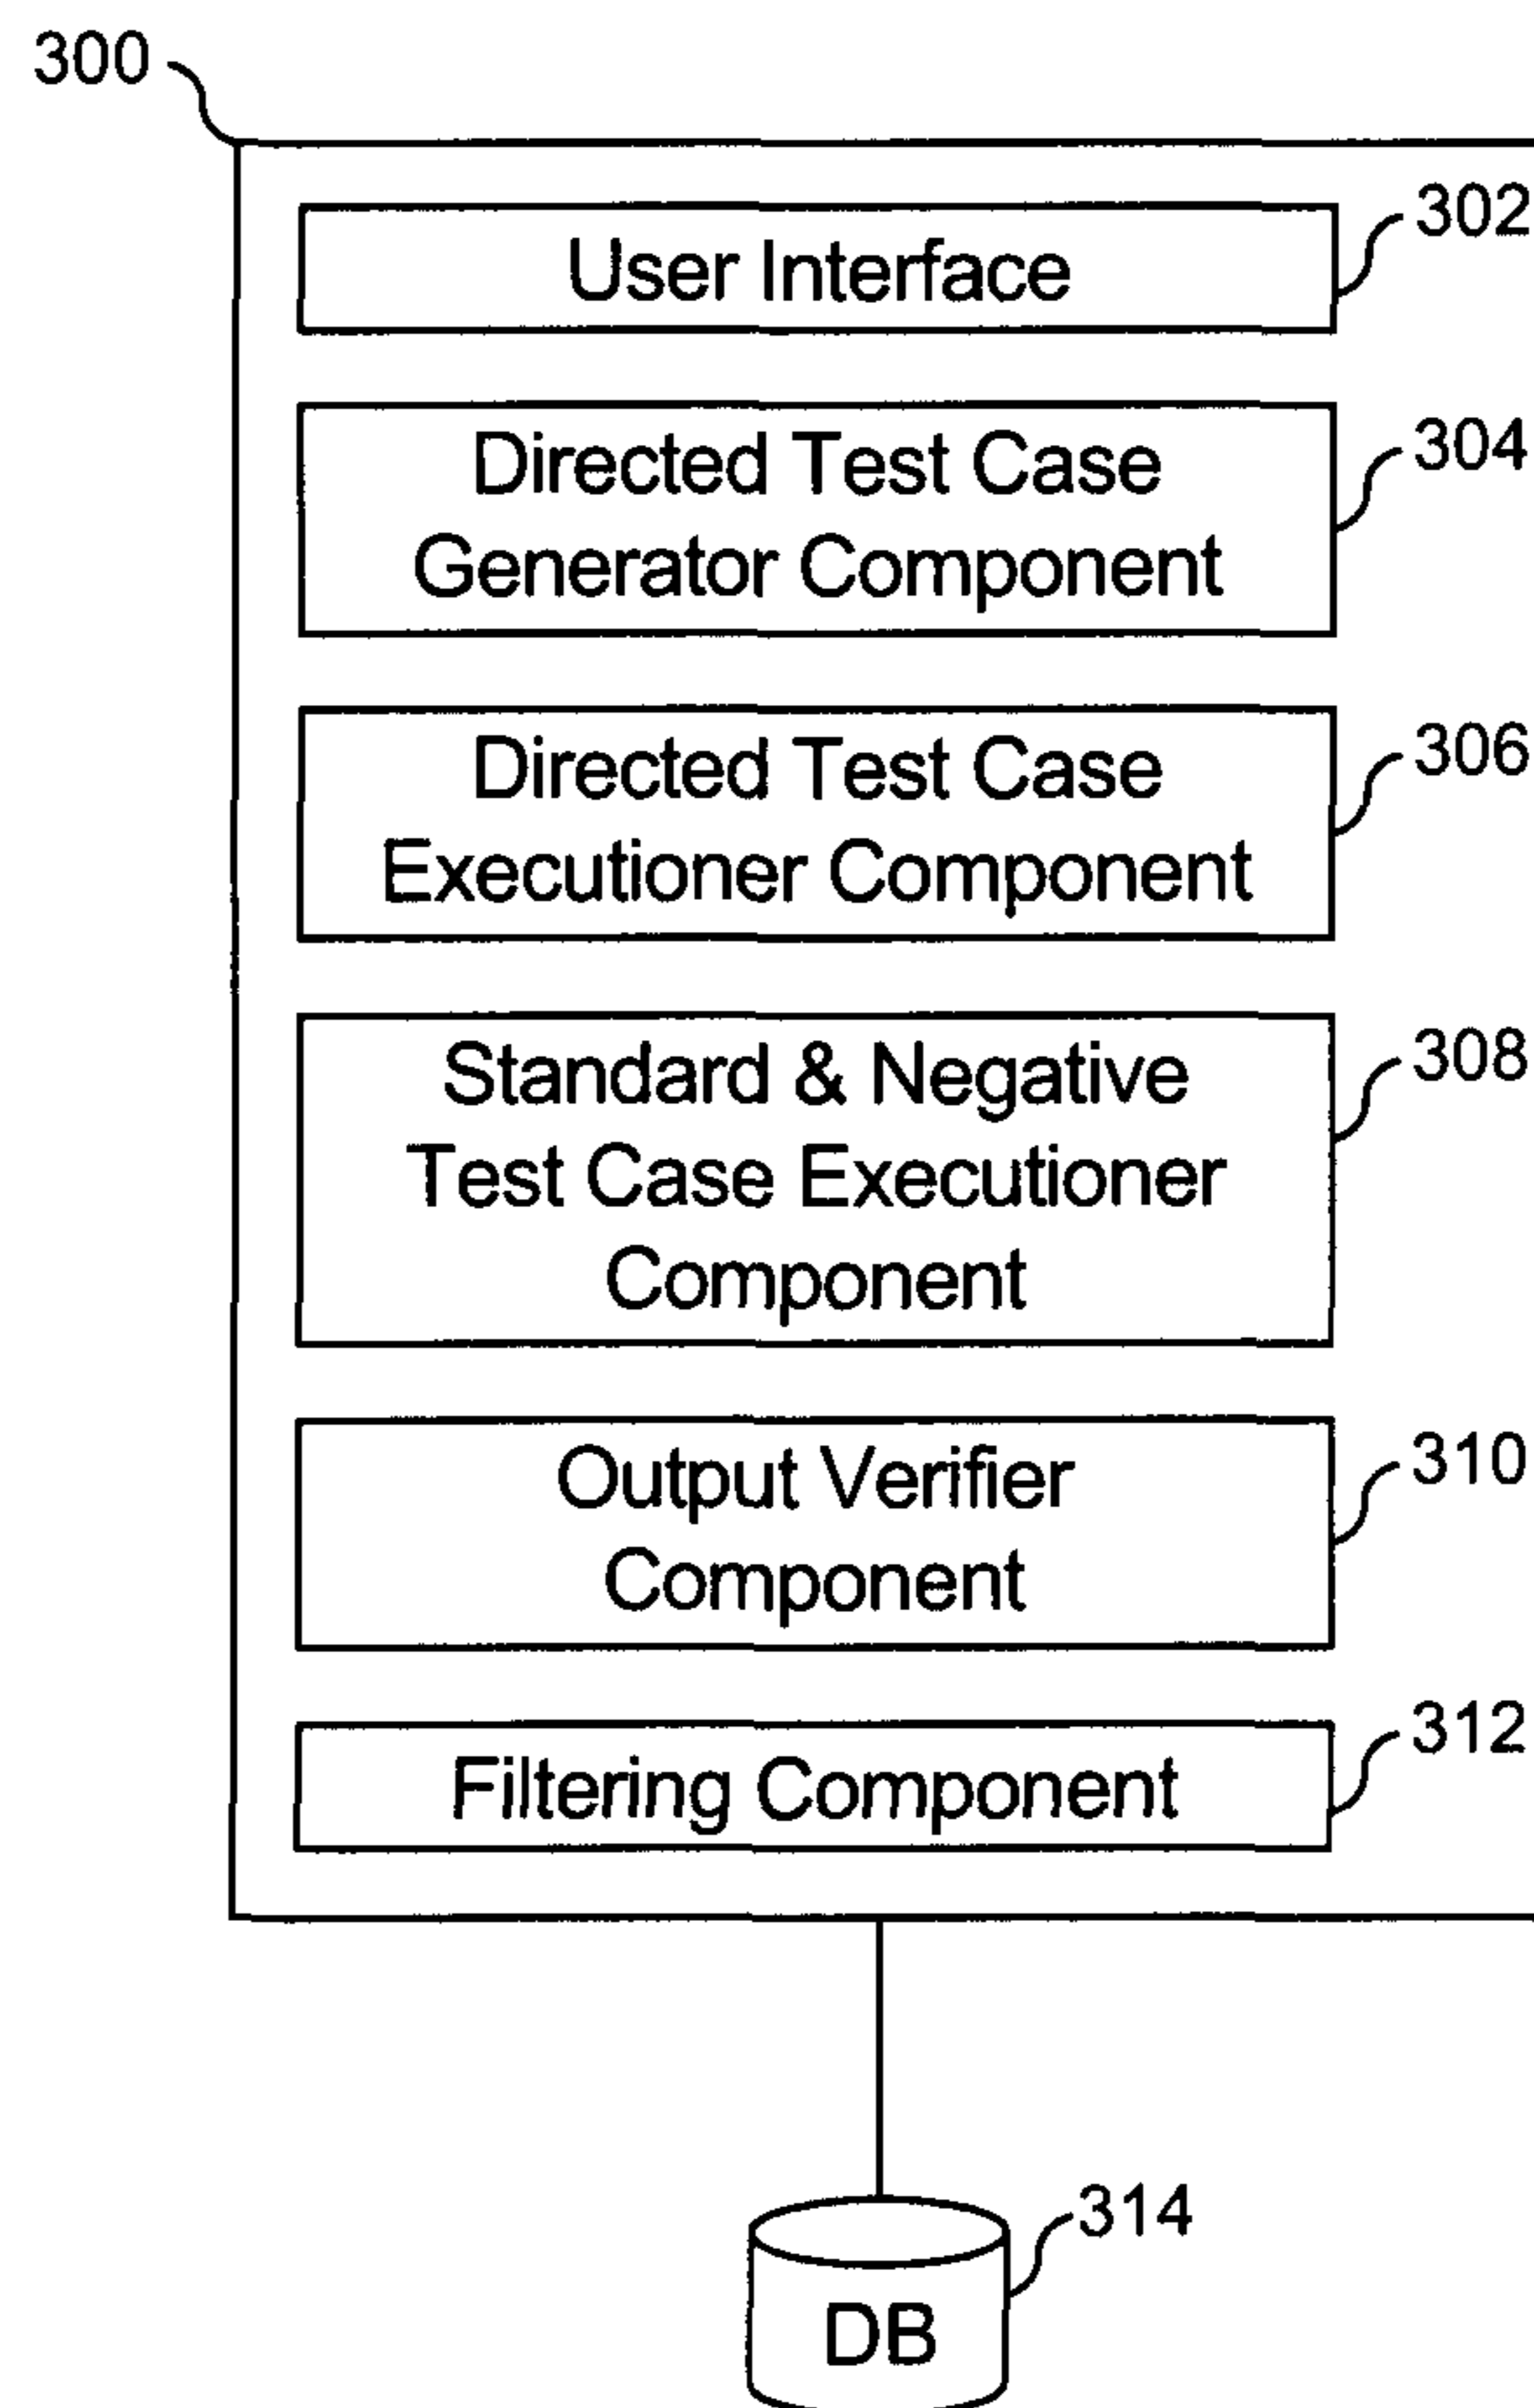 300
302
User Interface
304
Directed Test Case
Generator Component
306
Directed Test Case
Executioner Component
308
Standard & Negative
Test Case Executioner
Component
310
Output Verifier
Component
312
Filtering Component
314
DB